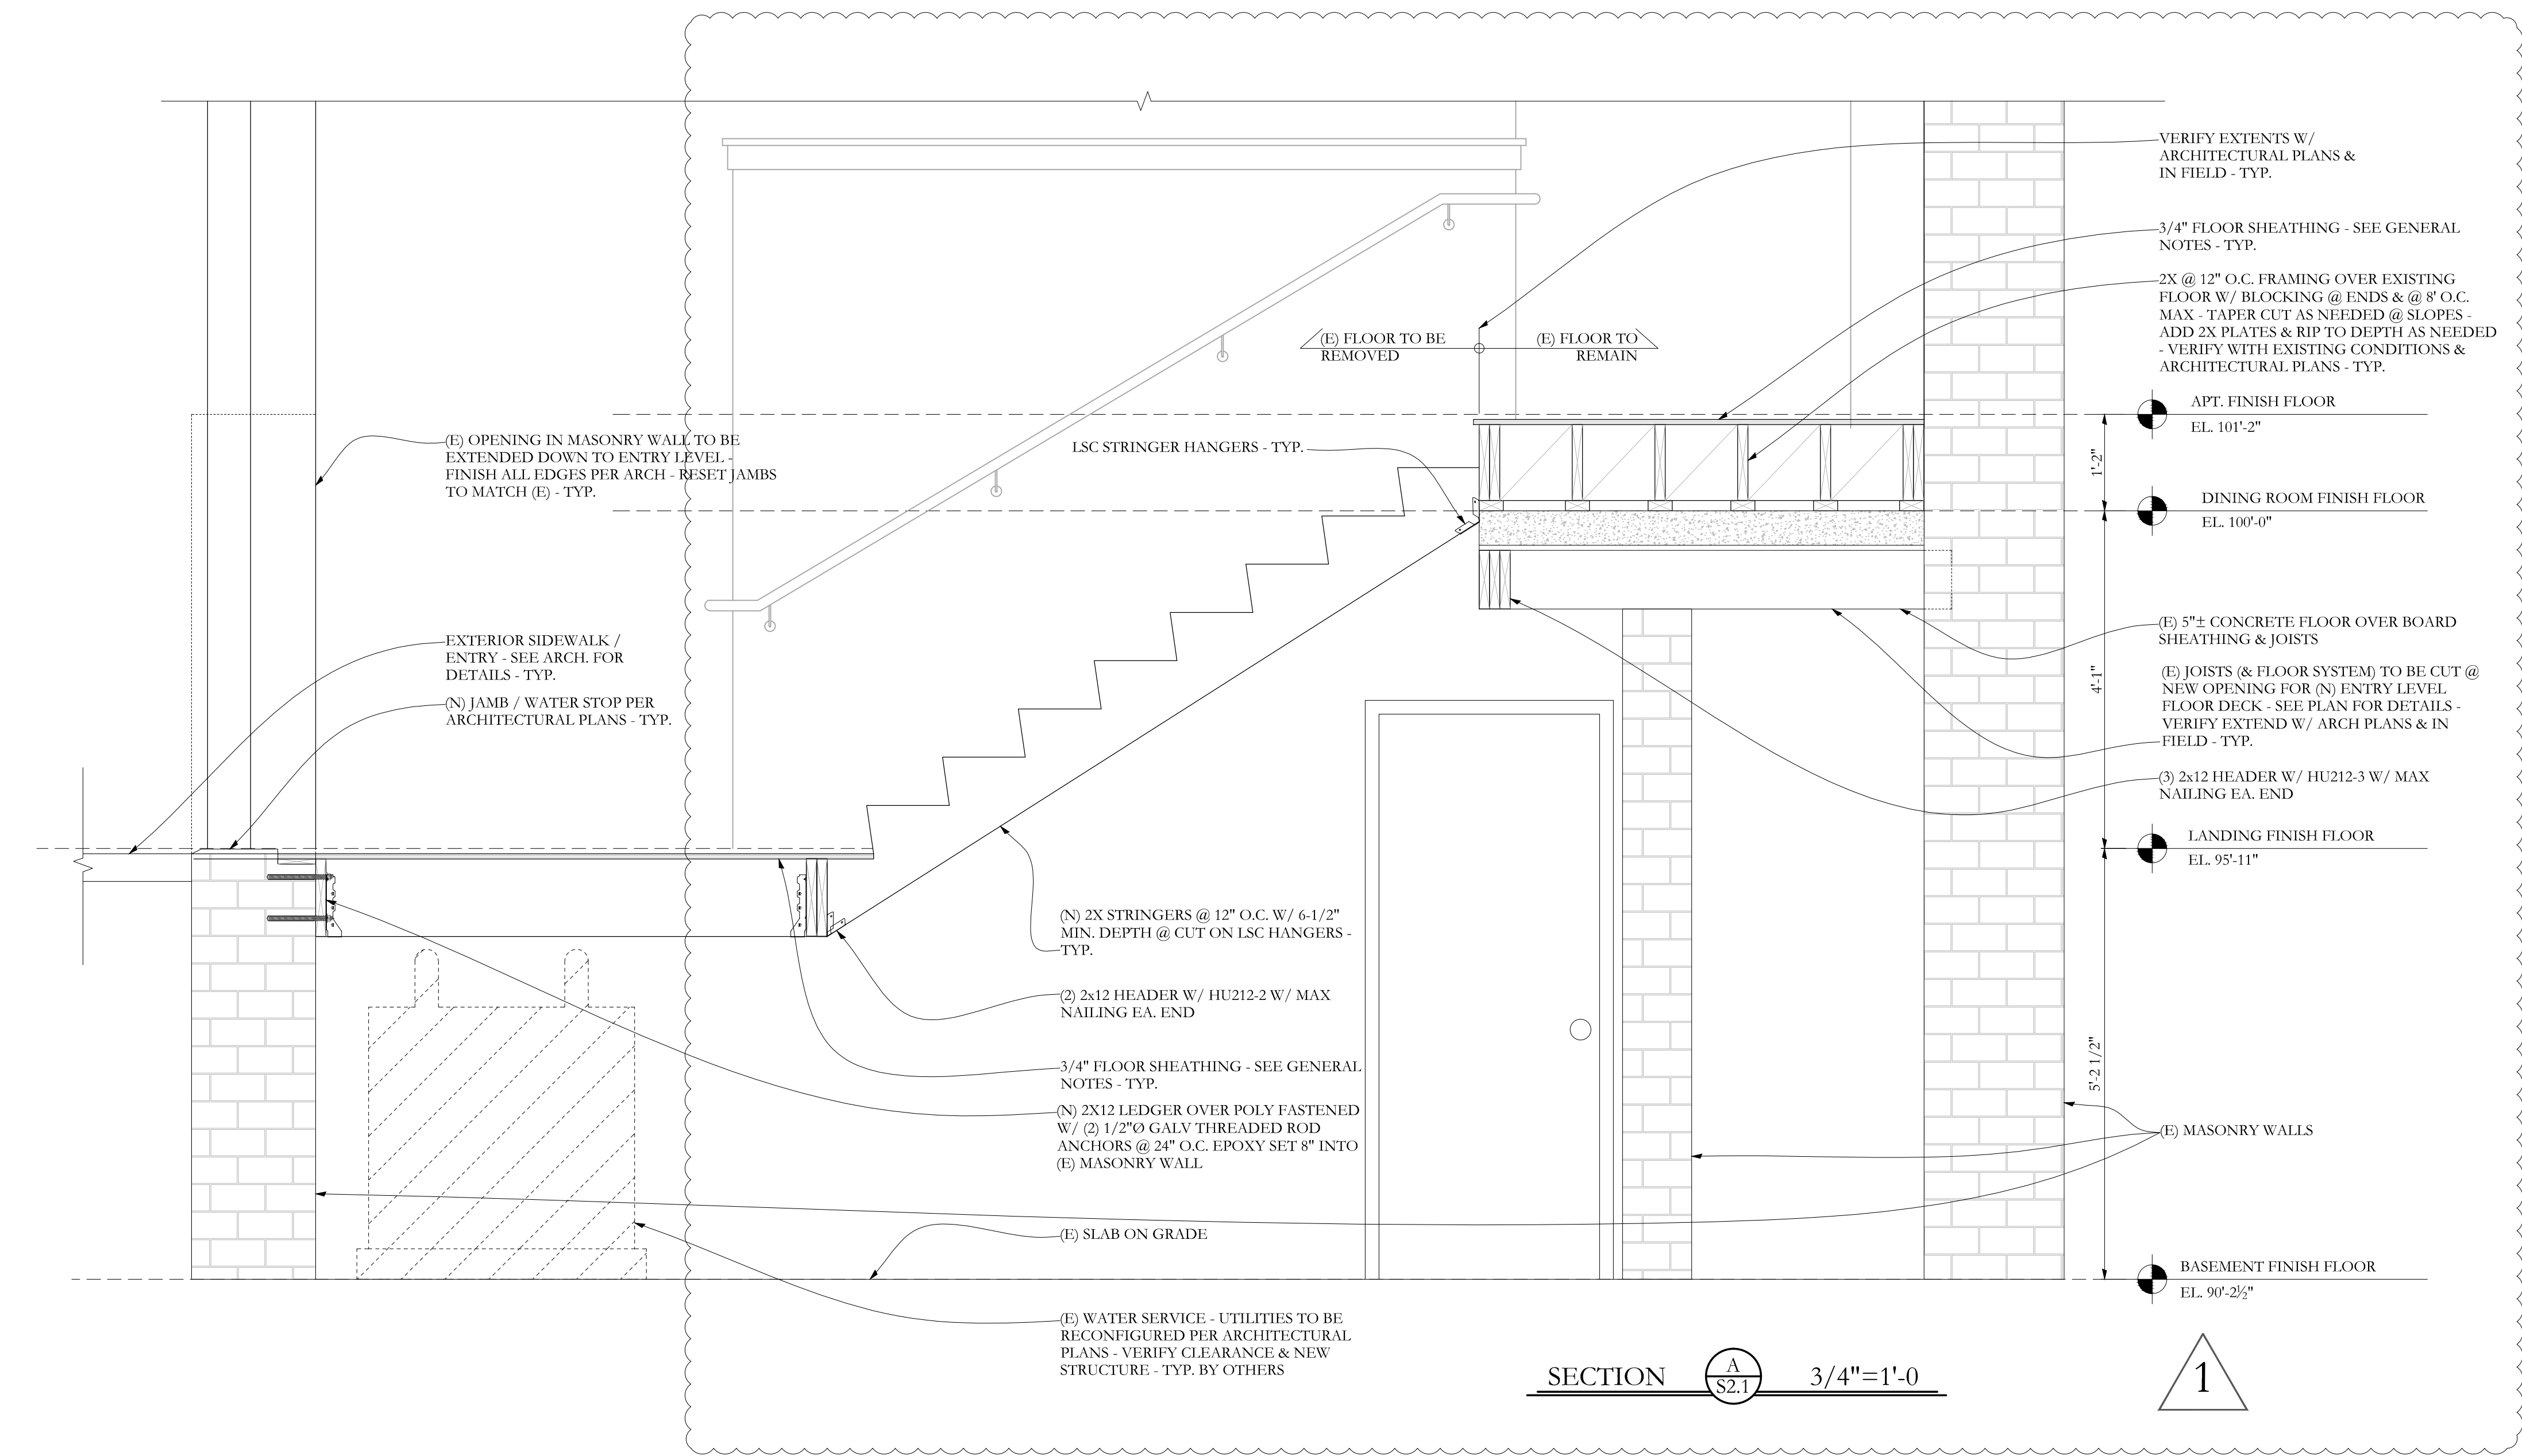 VERIFY EXTENTS W/
ARCHITECTURAL PLANS &
IN FIELD - TYP.
3/4" FLOOR SHEATHING - SEE GENERAL
NOTES - TYP.
2X @ 12" O.C. FRAMING OVER EXISTING
FLOOR W/ BLOCKING @ ENDS & @ 8' O.C.
MAX - TAPER CUT AS NEEDED @ SLOPES -
ADD 2X PLATES & RIP TO DEPTH AS NEEDED
- VERIFY WITH EXISTING CONDITIONS &
ARCHITECTURAL PLANS - TYP.
(E) FLOOR TO BE
REMOVED
(E) FLOOR TO
REMAIN
APT. FINISH FLOOR
EL. 101'-2"
1'-2"
DINING ROOM FINISH FLOOR
EL. 100'-0"
(E) OPENING IN MASONRY WALL TO BE
EXTENDED DOWN TO ENTRY LEVEL -
FINISH ALL EDGES PER ARCH - RESET JAMBS
TO MATCH (E) - TYP.
LSC STRINGER HANGERS - TYP.
EXTERIOR SIDEWALK /
ENTRY - SEE ARCH. FOR
DETAILS - TYP.
(N) JAMB / WATER STOP PER
ARCHITECTURAL PLANS - TYP.
(E) 5"± CONCRETE FLOOR OVER BOARD
SHEATHING & JOISTS
4'-1"
(E) JOISTS (& FLOOR SYSTEM) TO BE CUT @
NEW OPENING FOR (N) ENTRY LEVEL
FLOOR DECK - SEE PLAN FOR DETAILS -
VERIFY EXTEND W/ ARCH PLANS & IN
FIELD - TYP.
(3) 2x12 HEADER W/ HU212-3 W/ MAX
NAILING EA. END
LANDING FINISH FLOOR
EL. 95'-11"
(N) 2X STRINGERS @ 12" O.C. W/ 6-1/2"
MIN. DEPTH @ CUT ON LSC HANGERS -
TYP.
(2) 2x12 HEADER W/ HU212-2 W/ MAX
NAILING EA. END
3/4" FLOOR SHEATHING - SEE GENERAL
NOTES - TYP.
5'-2 1/2"
(N) 2X12 LEDGER OVER POLY FASTENED
W/ (2) 1/2"Ø GALV THREADED ROD
ANCHORS @ 24" O.C. EPOXY SET 8" INTO
(E) MASONRY WALL
(E) MASONRY WALLS
(E) SLAB ON GRADE
BASEMENT FINISH FLOOR
EL. 90'-2½"
(E) WATER SERVICE - UTILITIES TO BE
RECONFIGURED PER ARCHITECTURAL
PLANS - VERIFY CLEARANCE & NEW
STRUCTURE - TYP. BY OTHERS
SECTION
A
S2.1
3/4"=1'-0
1